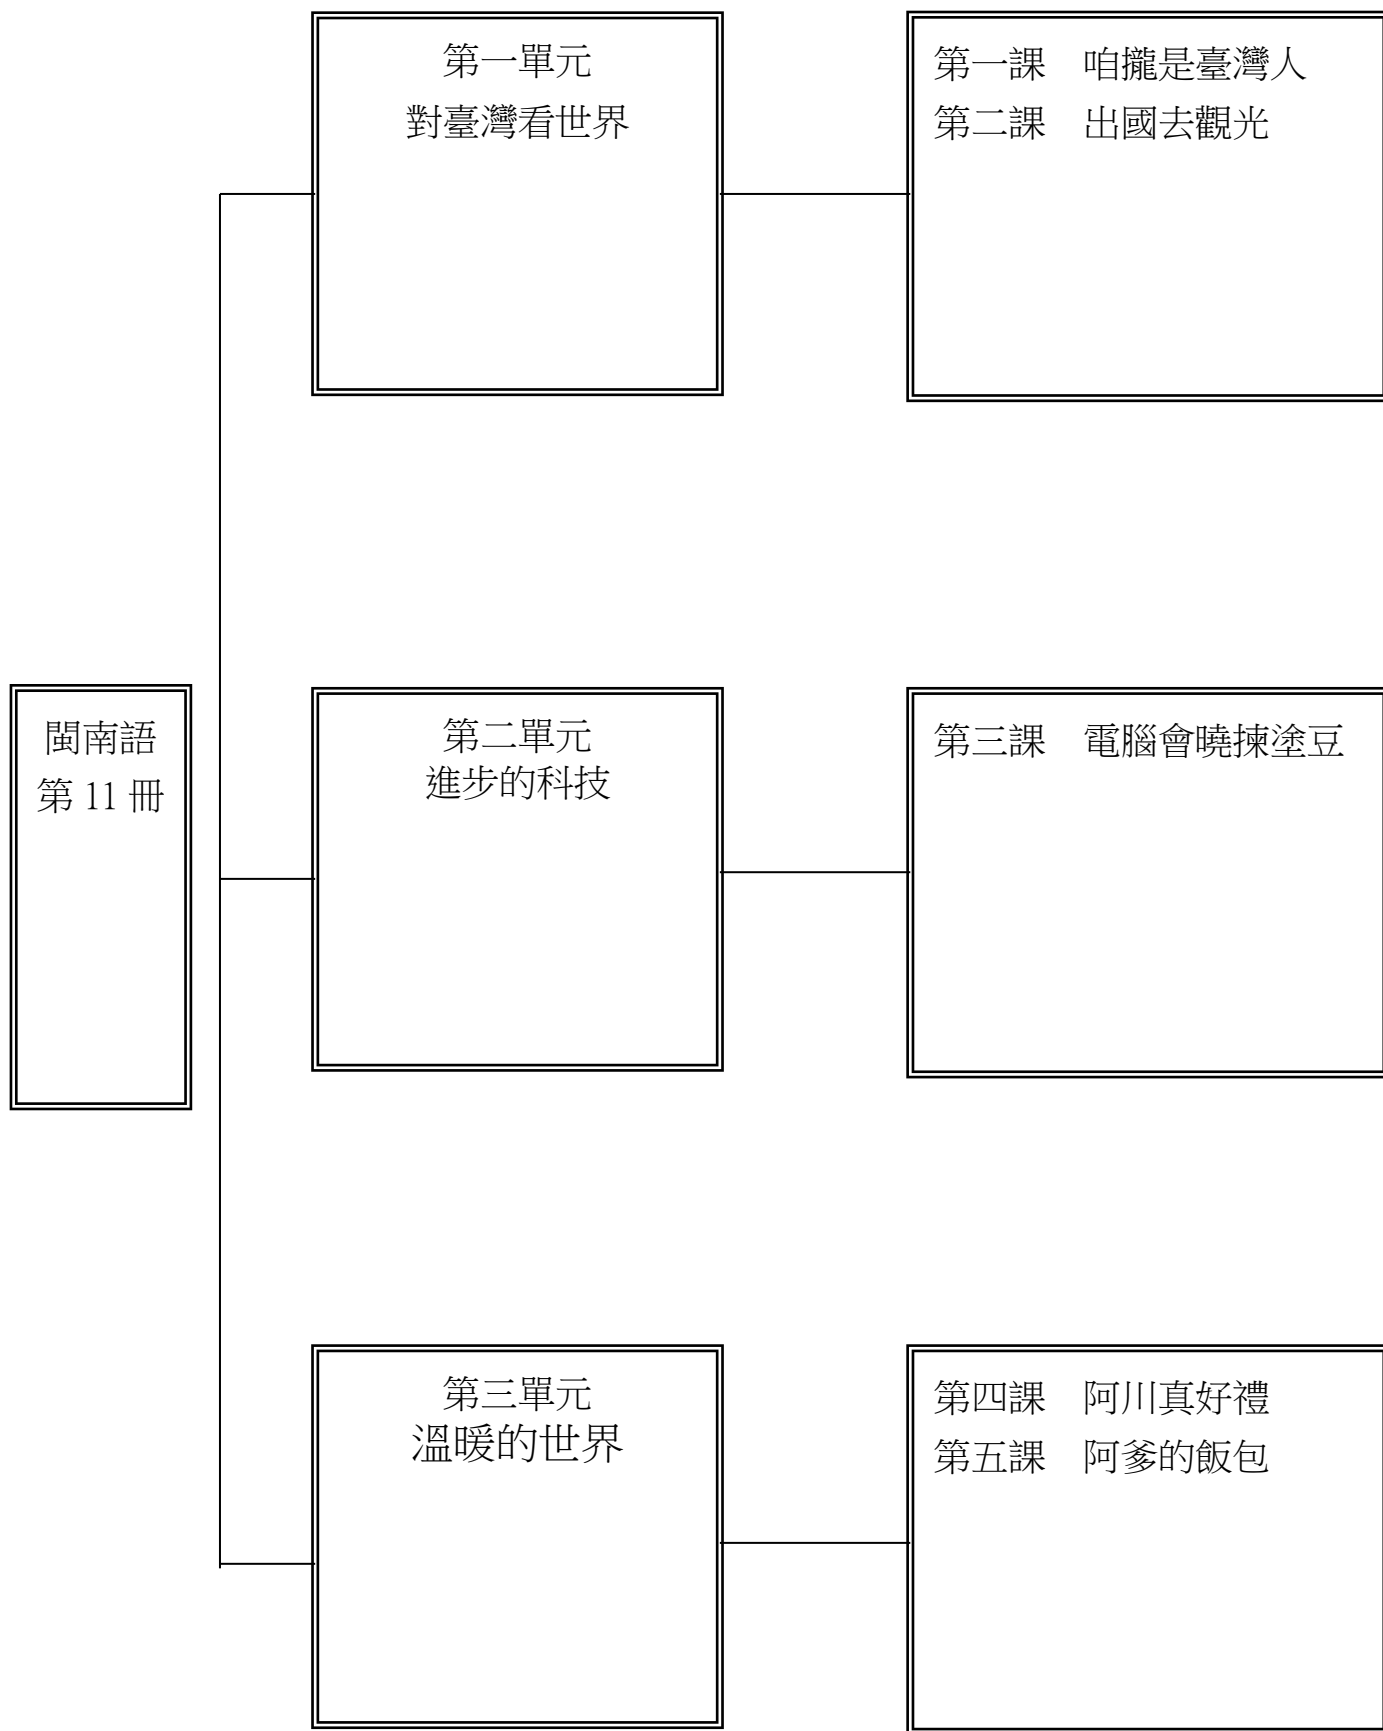 閩南語
第 11 冊
第一單元
對臺灣看世界
第一課　咱攏是臺灣人
第二課　出國去觀光
第二單元
進步的科技
第三課　電腦會曉揀塗豆
第三單元
溫暖的世界
第四課　阿川真好禮
第五課　阿爹的飯包